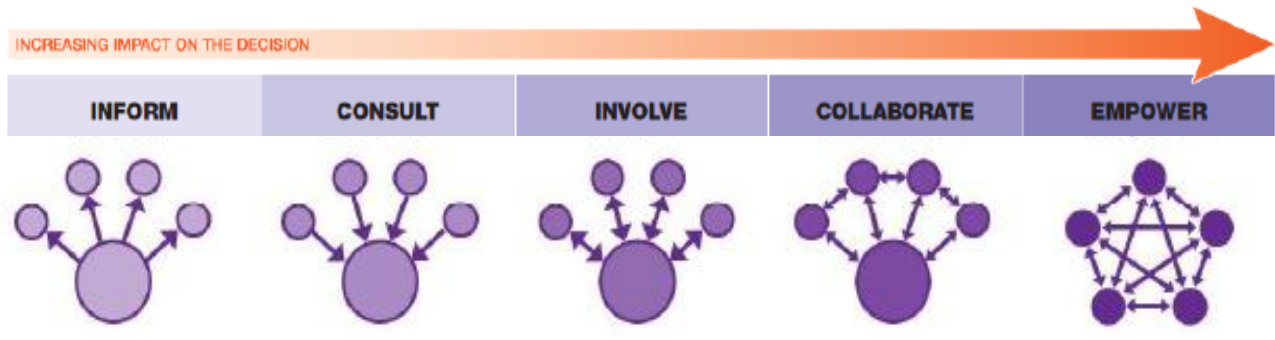 INCREASING IMPACT ON THE DECISION
INFORM
CONSULT
INVOLVE
COLLABORATE
EMPOWER